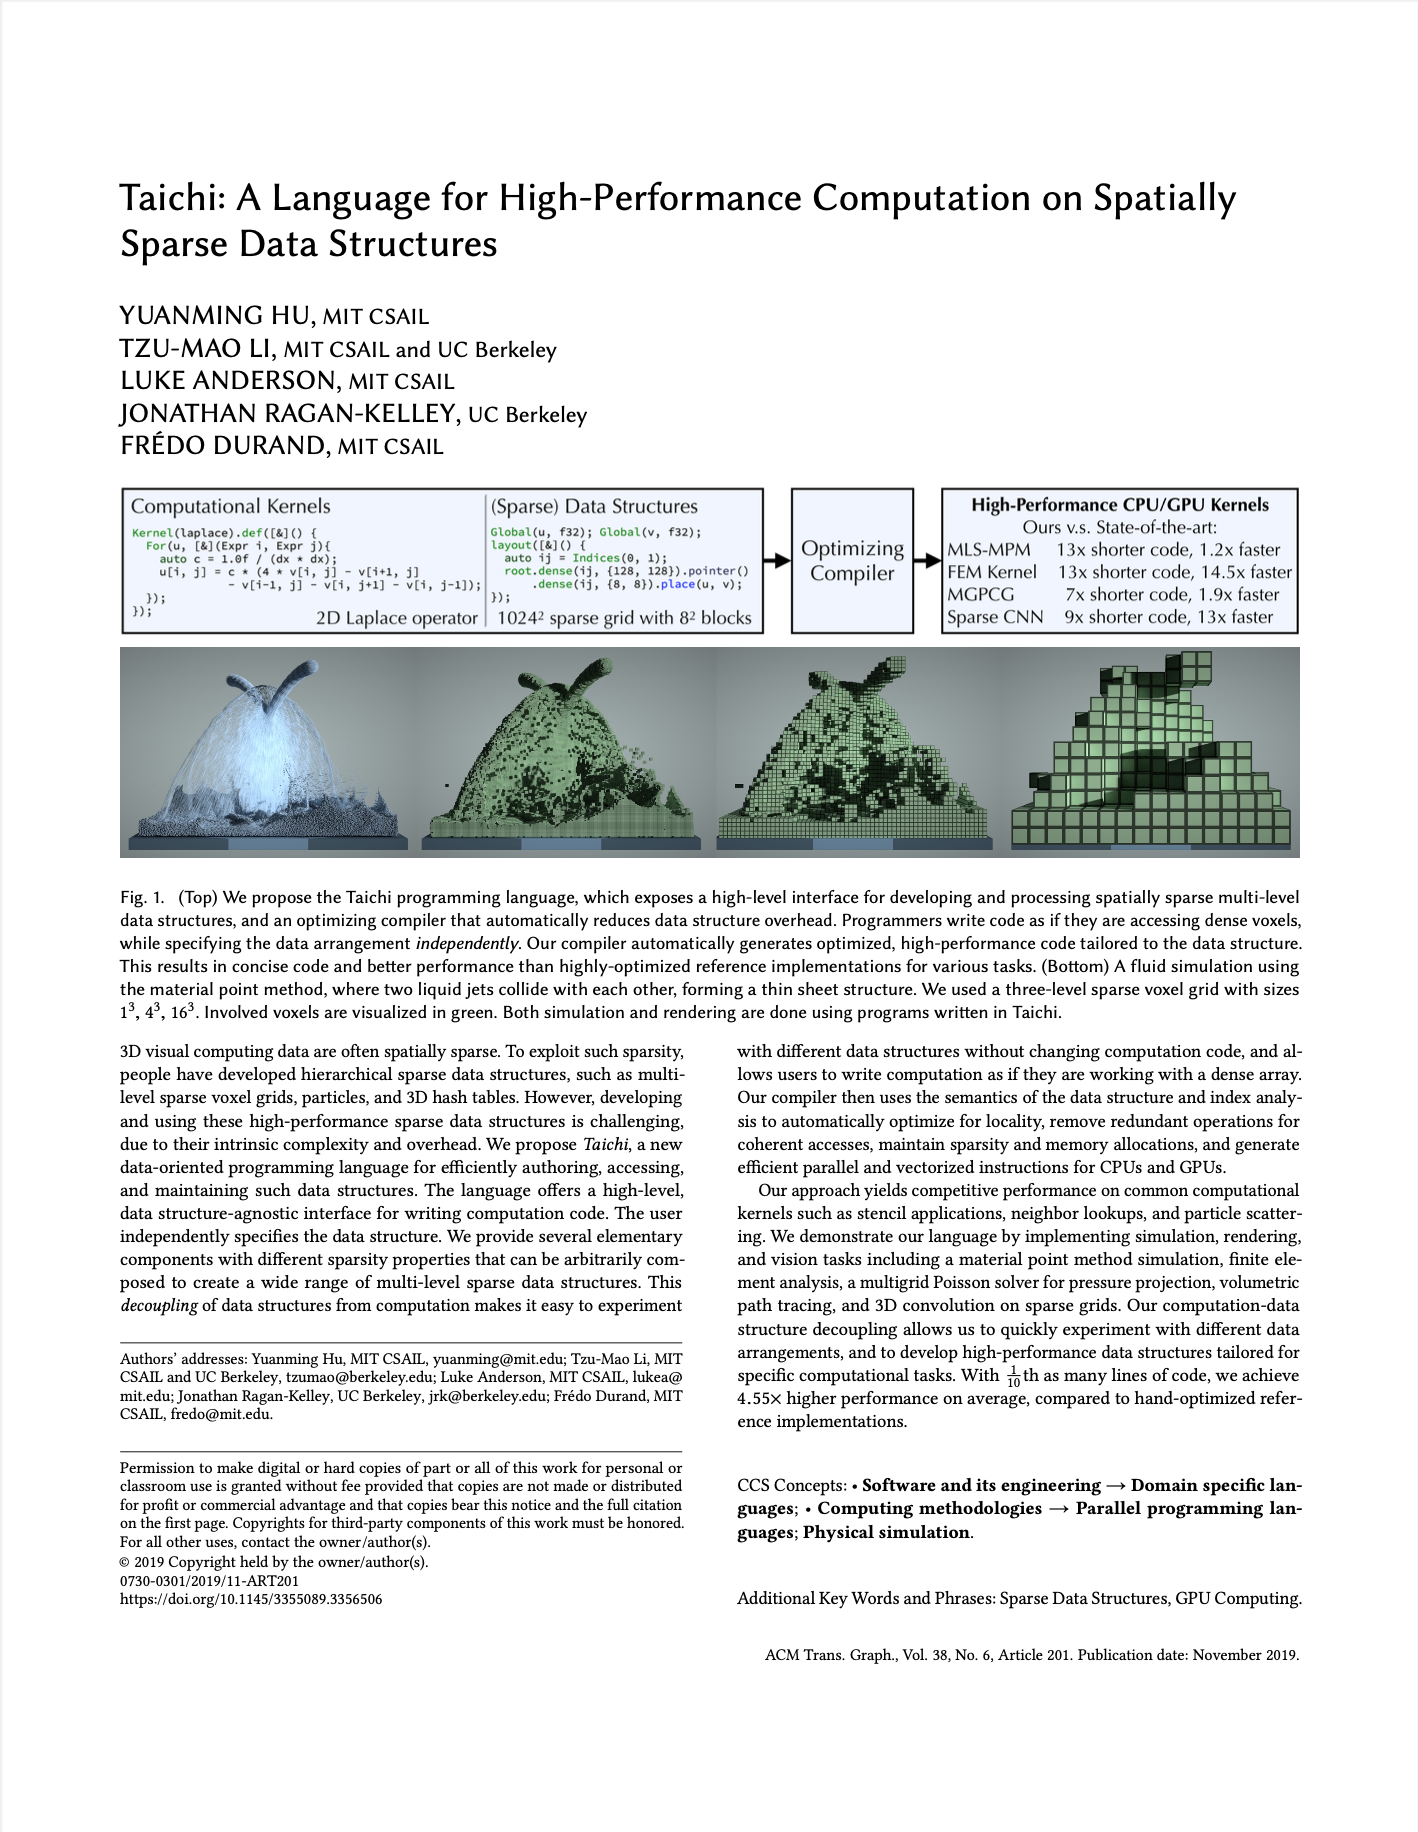 Taichi: A Language for High-Performance Computation on Spatially
Sparse Data Structures
YUANMING HU, MIT CSAIL
TZU-MAO LI, MIT CSAIL and UC Berkeley
LUKE ANDERSON, MIT CSAIL
JONATHAN RAGAN-KELLEY, UC Berkeley
FRÉDO DURAND, MIT CSAIL
Computational Kernels
Kernel(laplace).def([&]() {
For(u, [&](Expr i, Expr j){
auto c = 1.0f / (dx * dx);
u[i, j] = c * (4 * v[i, j] - v[i+1, j]
- v[i-1, j] - v[i, j+1] - v[i, j-1]);
});
});
2D Laplace operator
(Sparse) Data Structures
Global(u, f32); Global(v, f32);
layout([&]() {
auto ij = Indices(0, 1);
root.dense(ij, {128, 128}).pointer()
.dense(ij, {8, 8}).place(u, v);
});
1024² sparse grid with 8² blocks
Optimizing
Compiler
High-Performance CPU/GPU Kernels
Ours v.s. State-of-the-art:
MLS-MPM 13x shorter code, 1.2x faster
FEM Kernel 13x shorter code, 14.5x faster
MGPCG 7x shorter code, 1.9x faster
Sparse CNN 9x shorter code, 13x faster
Fig. 1. (Top) We propose the Taichi programming language, which exposes a high-level interface for developing and processing spatially sparse multi-level
data structures, and an optimizing compiler that automatically reduces data structure overhead. Programmers write code as if they are accessing dense voxels,
while specifying the data arrangement independently. Our compiler automatically generates optimized, high-performance code tailored to the data structure.
This results in concise code and better performance than highly-optimized reference implementations for various tasks. (Bottom) A fluid simulation using
the material point method, where two liquid jets collide with each other, forming a thin sheet structure. We used a three-level sparse voxel grid with sizes
1³, 4³, 16³. Involved voxels are visualized in green. Both simulation and rendering are done using programs written in Taichi.
3D visual computing data are often spatially sparse. To exploit such sparsity,
people have developed hierarchical sparse data structures, such as multi-
level sparse voxel grids, particles, and 3D hash tables. However, developing
and using these high-performance sparse data structures is challenging,
due to their intrinsic complexity and overhead. We propose Taichi, a new
data-oriented programming language for efficiently authoring, accessing,
and maintaining such data structures. The language offers a high-level,
data structure-agnostic interface for writing computation code. The user
independently specifies the data structure. We provide several elementary
components with different sparsity properties that can be arbitrarily com-
posed to create a wide range of multi-level sparse data structures. This
decoupling of data structures from computation makes it easy to experiment
Authors' addresses: Yuanming Hu, MIT CSAIL, yuanming@mit.edu; Tzu-Mao Li, MIT
CSAIL and UC Berkeley, tzumao@berkeley.edu; Luke Anderson, MIT CSAIL, lukea@
mit.edu; Jonathan Ragan-Kelley, UC Berkeley, jrk@berkeley.edu; Frédo Durand, MIT
CSAIL, fredo@mit.edu.
Permission to make digital or hard copies of part or all of this work for personal or
classroom use is granted without fee provided that copies are not made or distributed
for profit or commercial advantage and that copies bear this notice and the full citation
on the first page. Copyrights for third-party components of this work must be honored.
For all other uses, contact the owner/author(s).
© 2019 Copyright held by the owner/author(s).
0730-0301/2019/11-ART201
https://doi.org/10.1145/3355089.3356506
with different data structures without changing computation code, and al-
lows users to write computation as if they are working with a dense array.
Our compiler then uses the semantics of the data structure and index analy-
sis to automatically optimize for locality, remove redundant operations for
coherent accesses, maintain sparsity and memory allocations, and generate
efficient parallel and vectorized instructions for CPUs and GPUs.
Our approach yields competitive performance on common computational
kernels such as stencil applications, neighbor lookups, and particle scatter-
ing. We demonstrate our language by implementing simulation, rendering,
and vision tasks including a material point method simulation, finite ele-
ment analysis, a multigrid Poisson solver for pressure projection, volumetric
path tracing, and 3D convolution on sparse grids. Our computation-data
structure decoupling allows us to quickly experiment with different data
arrangements, and to develop high-performance data structures tailored for
specific computational tasks. With 1/10th as many lines of code, we achieve
4.55× higher performance on average, compared to hand-optimized refer-
ence implementations.
CCS Concepts: • Software and its engineering → Domain specific lan-
guages; • Computing methodologies → Parallel programming lan-
guages; Physical simulation.
Additional Key Words and Phrases: Sparse Data Structures, GPU Computing.
ACM Trans. Graph., Vol. 38, No. 6, Article 201. Publication date: November 2019.